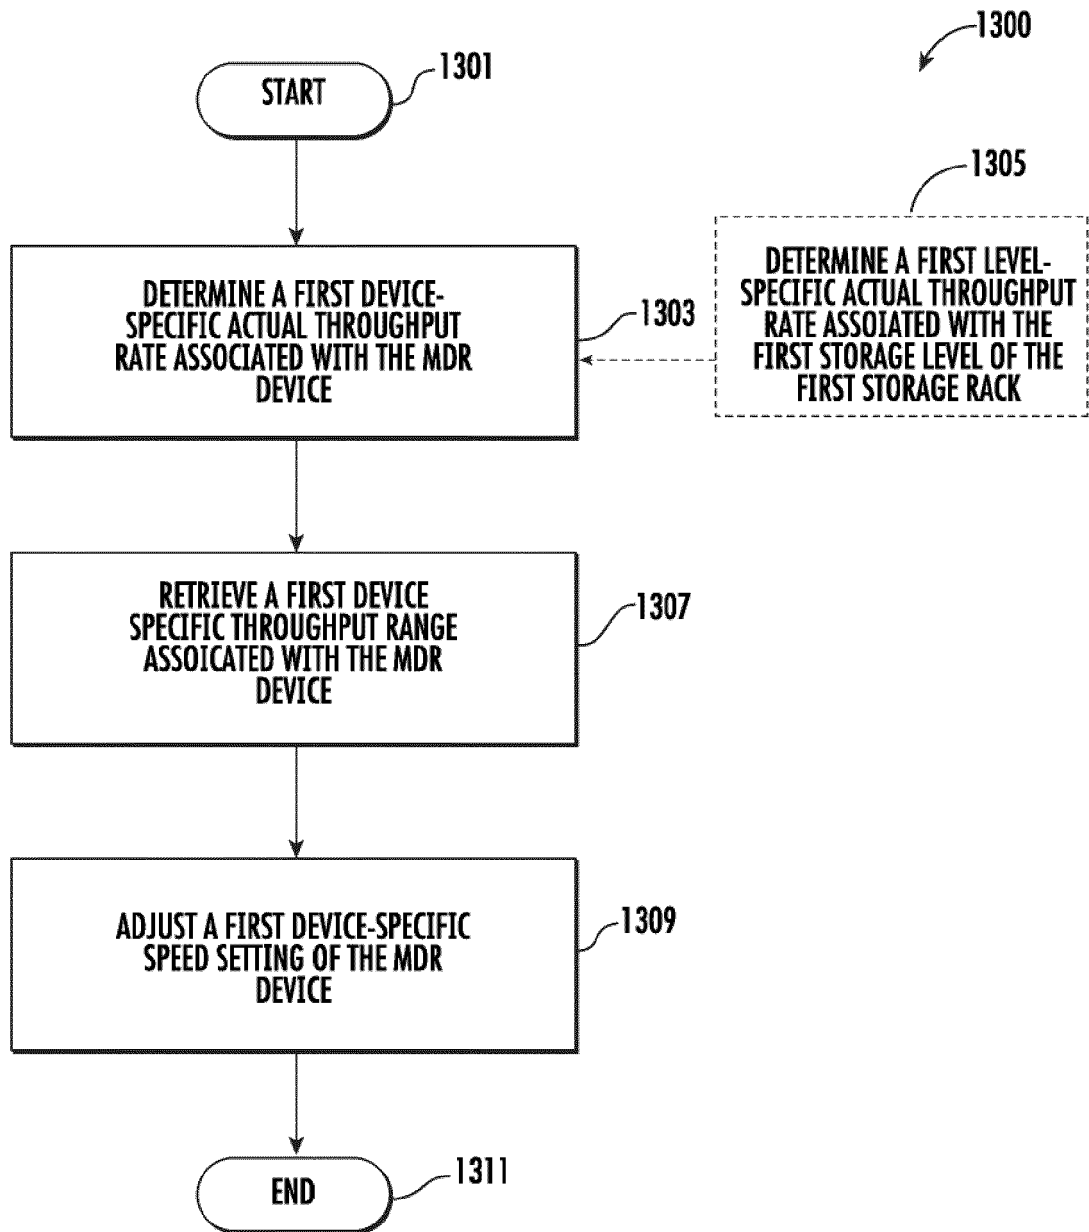 1300
1301
START
1305
DETERMINE A FIRST LEVEL-
SPECIFIC ACTUAL THROUGHPUT
RATE ASSOIATED WITH THE
FIRST STORAGE LEVEL OF THE
FIRST STORAGE RACK
DETERMINE A FIRST DEVICE-
SPECIFIC ACTUAL THROUGHPUT
RATE ASSOCIATED WITH THE MDR
DEVICE
1303
RETRIEVE A FIRST DEVICE
SPECIFIC THROUGHPUT RANGE
ASSOICATED WITH THE MDR
DEVICE
1307
ADJUST A FIRST DEVICE-SPECIFIC
SPEED SETTING OF THE MDR
DEVICE
1309
END
1311